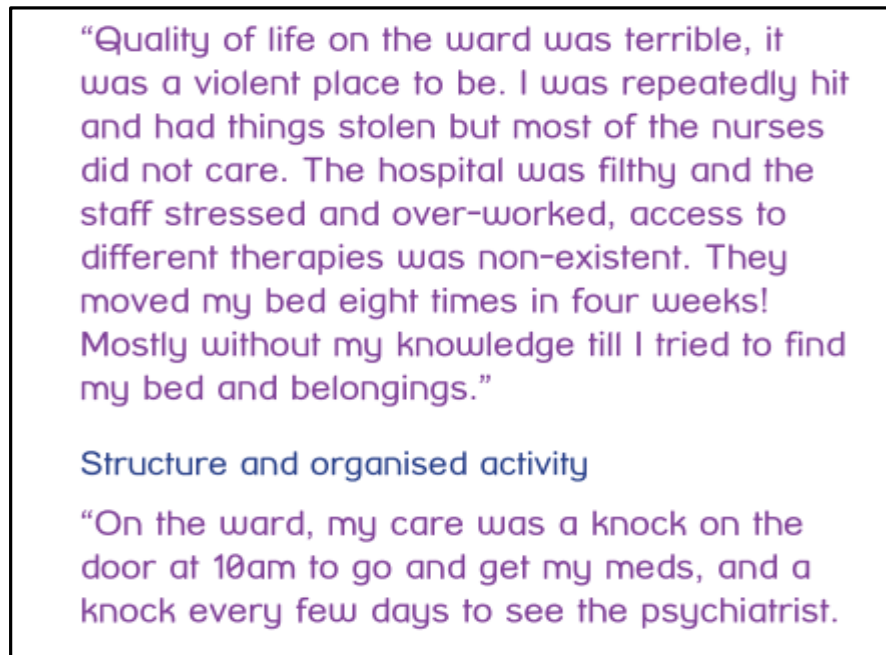 “Quality of life on the ward was terrible, it
was a violent place to be. I was repeatedly hit
and had things stolen but most of the nurses
did not care. The hospital was filthy and the
staff stressed and over-worked, access to
different therapies was non-existent. They
moved my bed eight times in four weeks!
Mostly without my knowledge till I tried to find
my bed and belongings.”
Structure and organised activity
“On the ward, my care was a knock on the
door at 10am to go and get my meds, and a
knock every few days to see the psychiatrist.